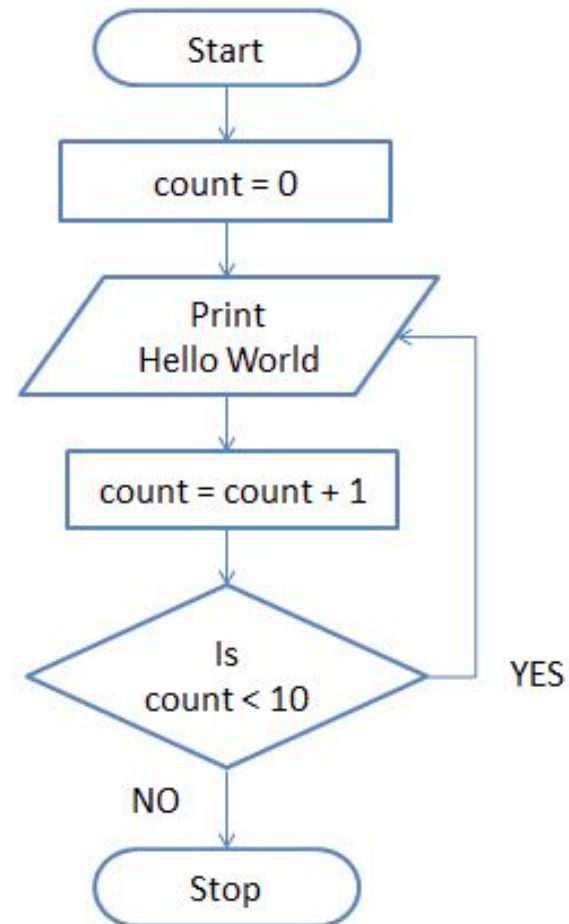 Start
count = 0
Print
Hello World
count = count + 1
Is
count < 10
YES
NO
Stop